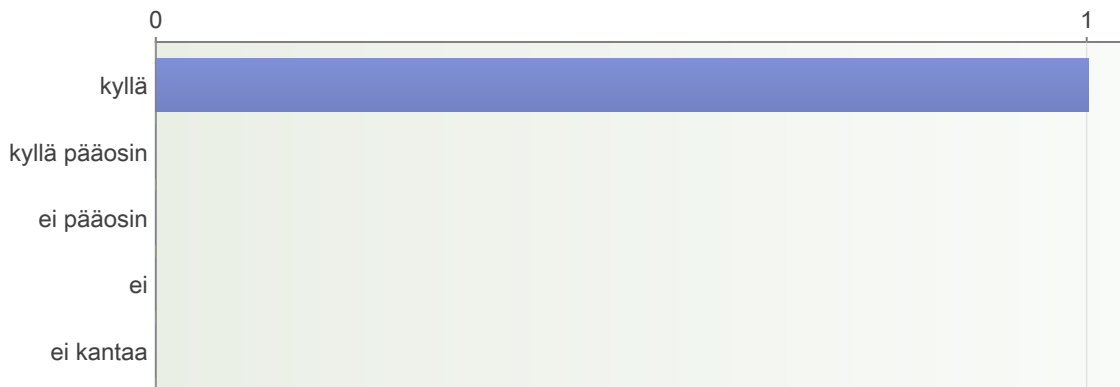 0 1
kyllä
kyllä pääosin
ei pääosin
ei
ei kantaa